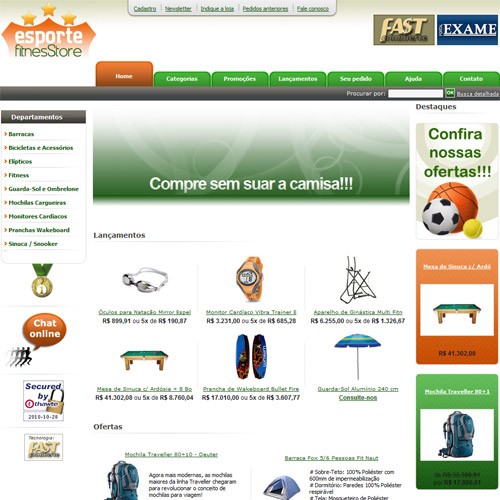 esporte
fitnesStore
Cadastro | Newsletter | Indique a loja | Pedidos anteriores | Fale conosco
FAST
EXAME
Home
Categorias
Promoções
Lançamentos
Seu pedido
Ajuda
Contato
Procurar por:
OK
Busca detalhada
Departamentos
Barracas
Bicicletas e Acessórios
Elípticos
Fitness
Guarda-Sol e Ombrelone
Mochilas Cargueiras
Monitores Cardíacos
Pranchas Wakeboard
Sinuca / Snooker
Chat
online
Secured
by
thawte
2010-10-28
Tecnologia:
FAST
Compre sem suar a camisa!!!
Lançamentos
Óculos para Natação Mirror Espel
R$ 899,91 ou 5x de R$ 190,87
Monitor Cardíaco Vibra Trainer E
R$ 3.231,00 ou 5x de R$ 685,28
Aparelho de Ginástica Multi Fitn
R$ 6.255,00 ou 5x de R$ 1.326,67
Mesa de Sinuca c/ Ardósia + 8 Bo
R$ 41.302,08 ou 5x de R$ 8.760,04
Prancha de Wakeboard Bullet Fire
R$ 17.010,00 ou 5x de R$ 3.607,77
Guarda-Sol Alumínio 240 cm
Consulte-nos
Ofertas
Mochila Traveller 80+10 - Deuter
Agora mais modernas, as mochilas
maiores da linha Traveller chegaram
para revolucionar o conceito de
mochilas para viagem!
Barraca Fox 5/6 Pessoas Fit Naut
# Sobre-Teto: 100% Poliéster com
600mm de impermeabilização
# Dormitório: Paredes 100% Poliéster
respirável
# Tela: Mosqueteiro de Poliéster
Destaques
Confira
nossas
ofertas!!!
Mesa de Sinuca c/ Ardó
R$ 41.302,08
Mochila Traveller 80+1